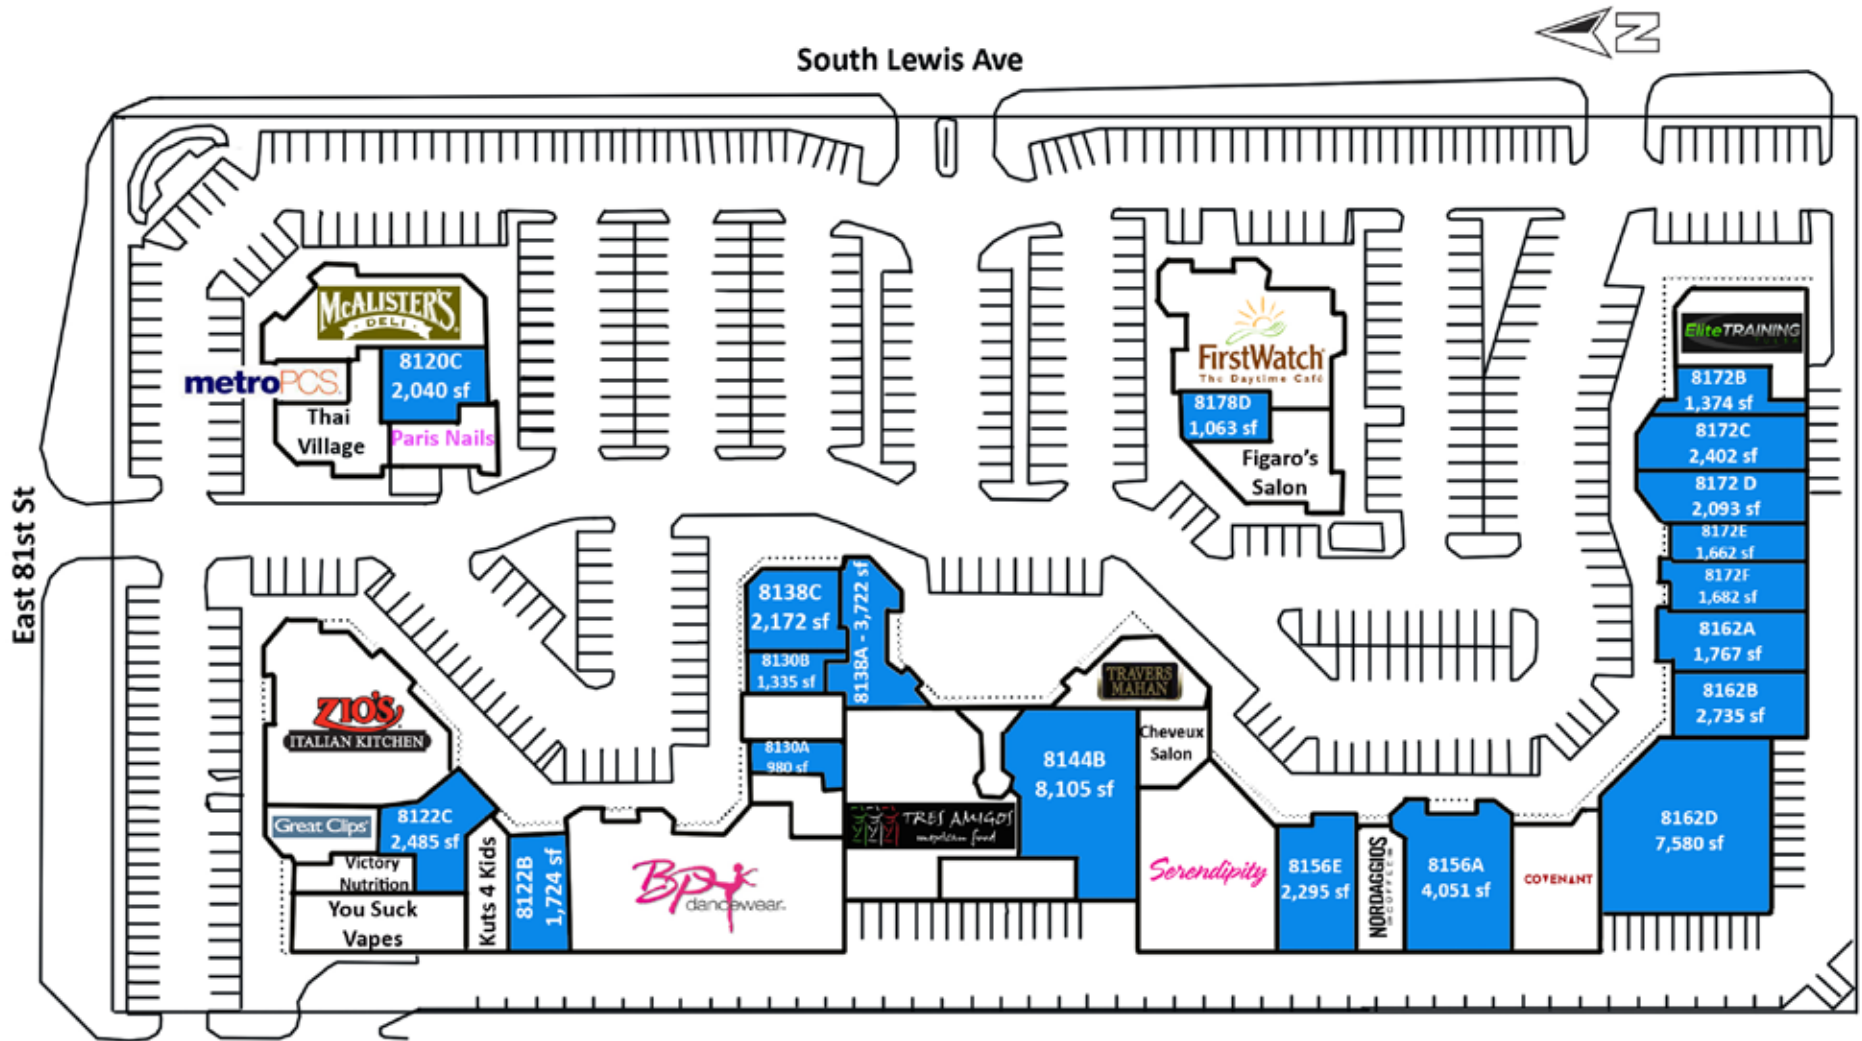 South Lewis Ave
N
East 81st St
McALISTER'S
DELI
8120C
2,040 sf
metroPCS.
Thai
Village
Paris Nails
FirstWatch
The Daytime Café
8178D
1,063 sf
Figaro's
Salon
EliteTRAINING
TULSA
8172B
1,374 sf
8172C
2,402 sf
8172 D
2,093 sf
8172E
1,662 sf
8172F
1,682 sf
8162A
1,767 sf
8162B
2,735 sf
8162D
7,580 sf
8138C
2,172 sf
8138A - 3,722 sf
8130B
1,335 sf
8130A
980 sf
TRAVERS
MAHAN
Cheveux
Salon
8144B
8,105 sf
TRES AMIGOS
mexican food
ZIO'S
ITALIAN KITCHEN
Great Clips
8122C
2,485 sf
Victory
Nutrition
You Suck
Vapes
Kuts 4 Kids
8122B
1,724 sf
BP
dancewear
Serendipity
8156E
2,295 sf
NORDAGGIOS
COFFEE
8156A
4,051 sf
COVENANT